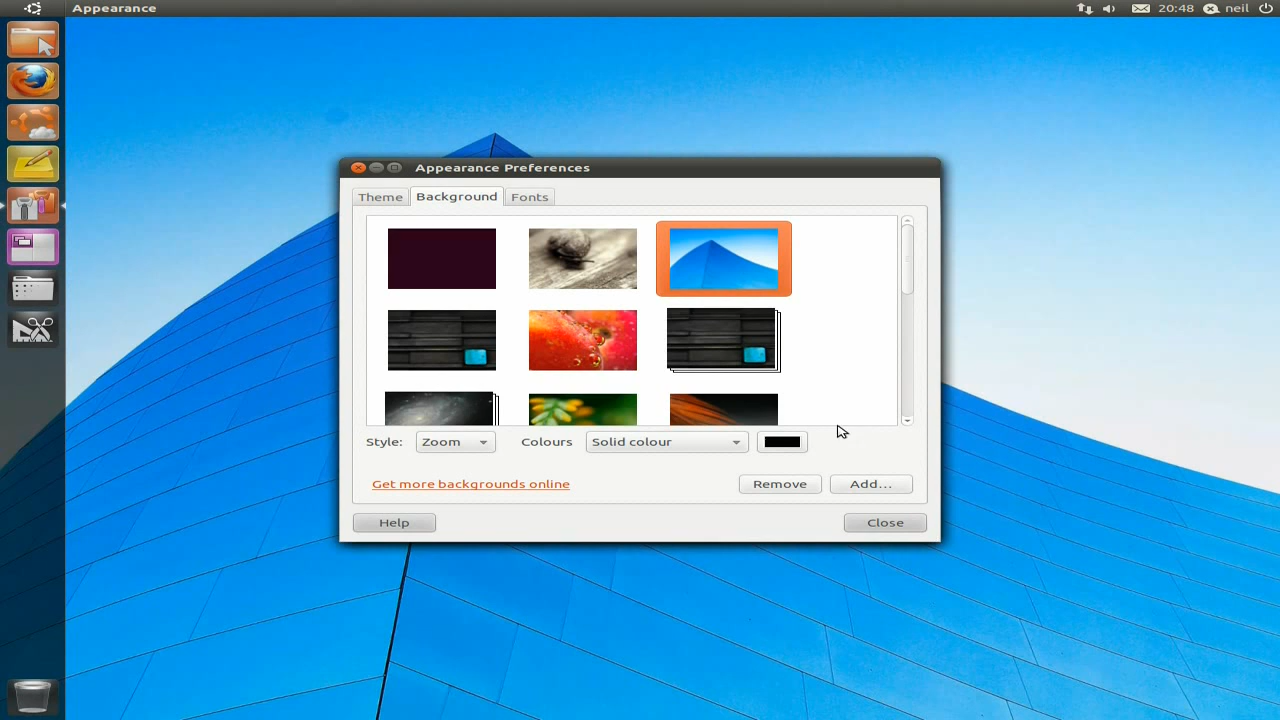 Appearance
20:48 neil
Appearance Preferences
Theme Background Fonts
Style: Zoom Colours Solid colour
Get more backgrounds online Remove Add...
Help Close